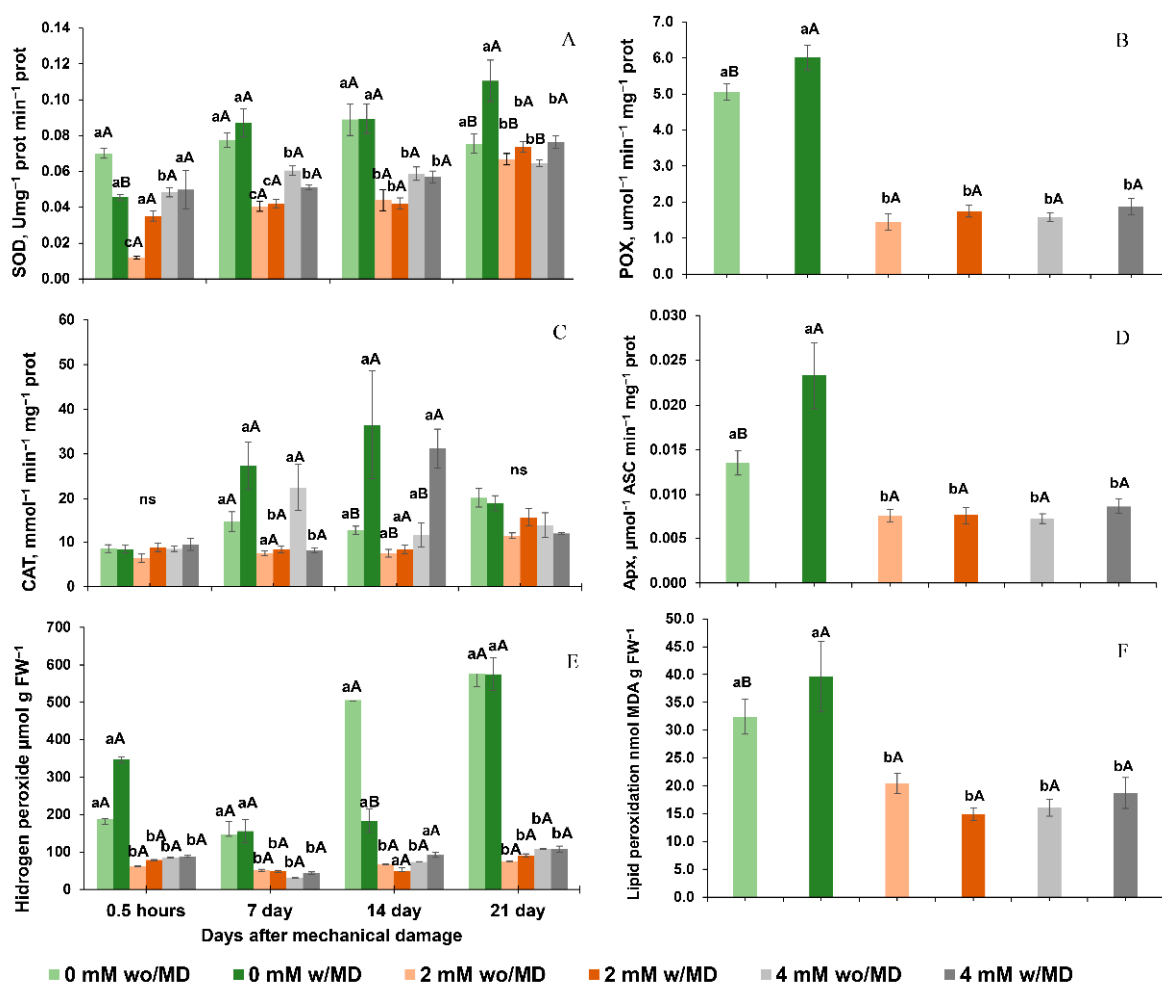 A
SOD, Umg⁻¹ prot min⁻¹
0.14
0.12
0.10
0.08
0.06
0.04
0.02
0.00
aA aB cA aA bA aA
aA aA cA cA bA bA
aA aA bA bA bA bA
aB aA bB bA bB bA
B
POX, umol⁻¹ min⁻¹ mg⁻¹ prot
7.0
6.0
5.0
4.0
3.0
2.0
1.0
0.0
aB aA bA bA bA bA
C
CAT, mmol⁻¹ min⁻¹ mg⁻¹ prot
60
50
40
30
20
10
0
ns
aA aA aA bA aA bA
aB aA aB aA aB aA
ns
D
Apx, μmol⁻¹ ASC min⁻¹ mg⁻¹ prot
0.030
0.025
0.020
0.015
0.010
0.005
0.000
aB aA bA bA bA bA
E
Hidrogen peroxide μmol g FW⁻¹
700
600
500
400
300
200
100
0
aA aA bA bA bA bA
aA aA bA bA bA bA
aA aB bA aA bA aA
aA aA bA bA bA bA
0.5 hours 7 day 14 day 21 day
Days after mechanical damage
F
Lipid peroxidation nmol MDA g FW⁻¹
50.0
45.0
40.0
35.0
30.0
25.0
20.0
15.0
10.0
5.0
0.0
aB aA bA bA bA bA
0 mM wo/MD 0 mM w/MD 2 mM wo/MD 2 mM w/MD 4 mM wo/MD 4 mM w/MD